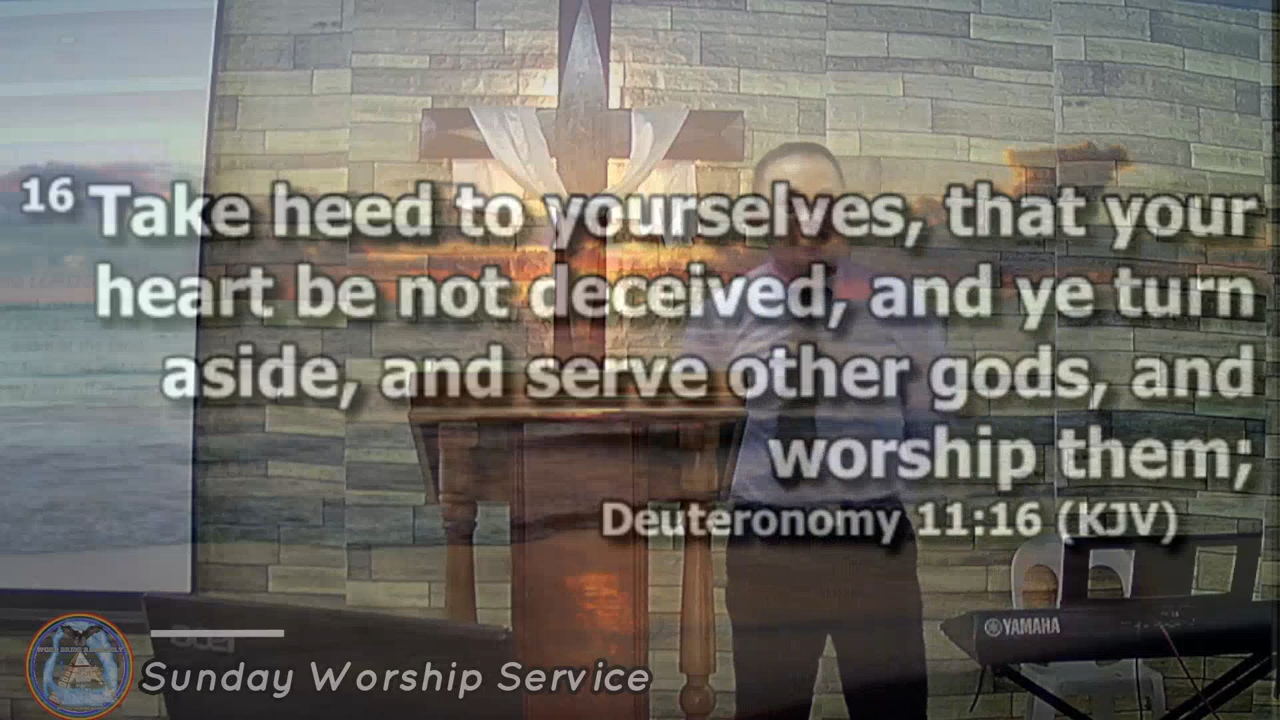 16 Take heed to yourselves, that your
heart be not deceived, and ye turn
aside, and serve other gods, and
worship them;
Deuteronomy 11:16 (KJV)
YAMAHA
acer
Sunday Worship Service